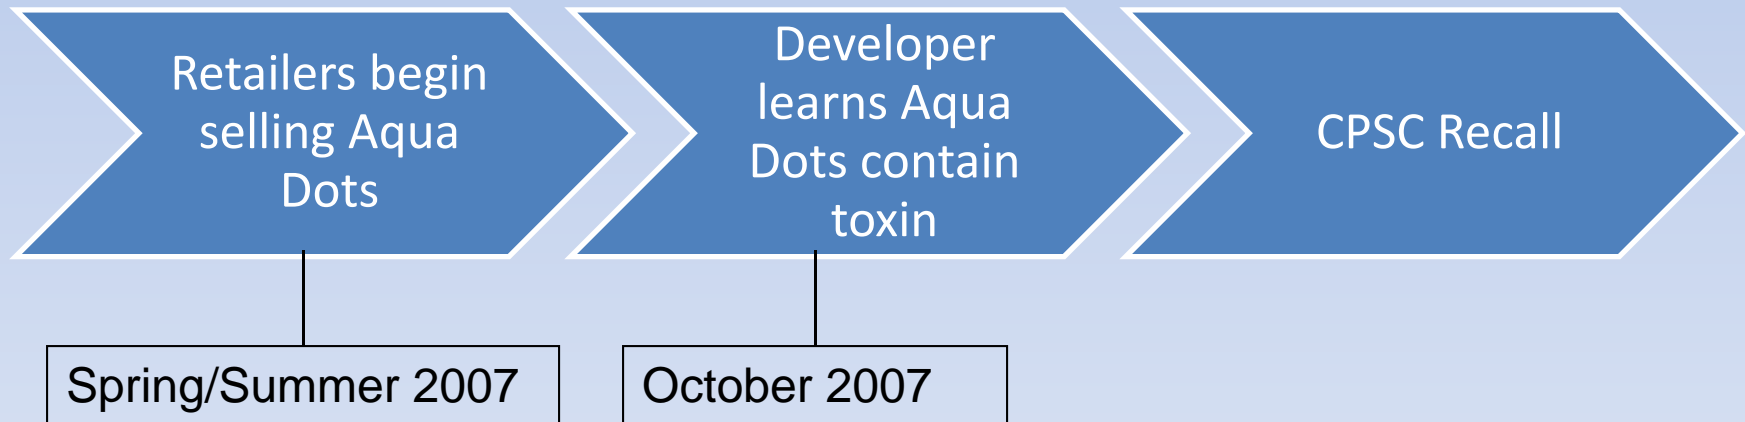 Retailers begin
selling Aqua
Dots
Developer
learns Aqua
Dots contain
toxin
CPSC Recall
Spring/Summer 2007
October 2007